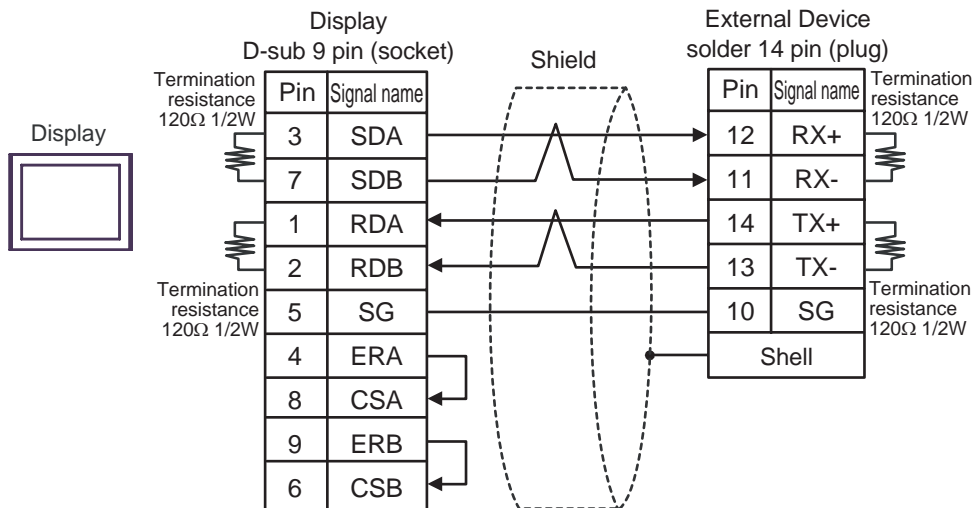 Display
D-sub 9 pin (socket)
Shield
External Device
solder 14 pin (plug)
Display
Termination
resistance
120Ω 1/2W
Pin Signal name
3 SDA
7 SDB
1 RDA
2 RDB
5 SG
4 ERA
8 CSA
9 ERB
6 CSB
Termination
resistance
120Ω 1/2W
Pin Signal name
12 RX+
11 RX-
14 TX+
13 TX-
10 SG
Shell
Termination
resistance
120Ω 1/2W
Termination
resistance
120Ω 1/2W